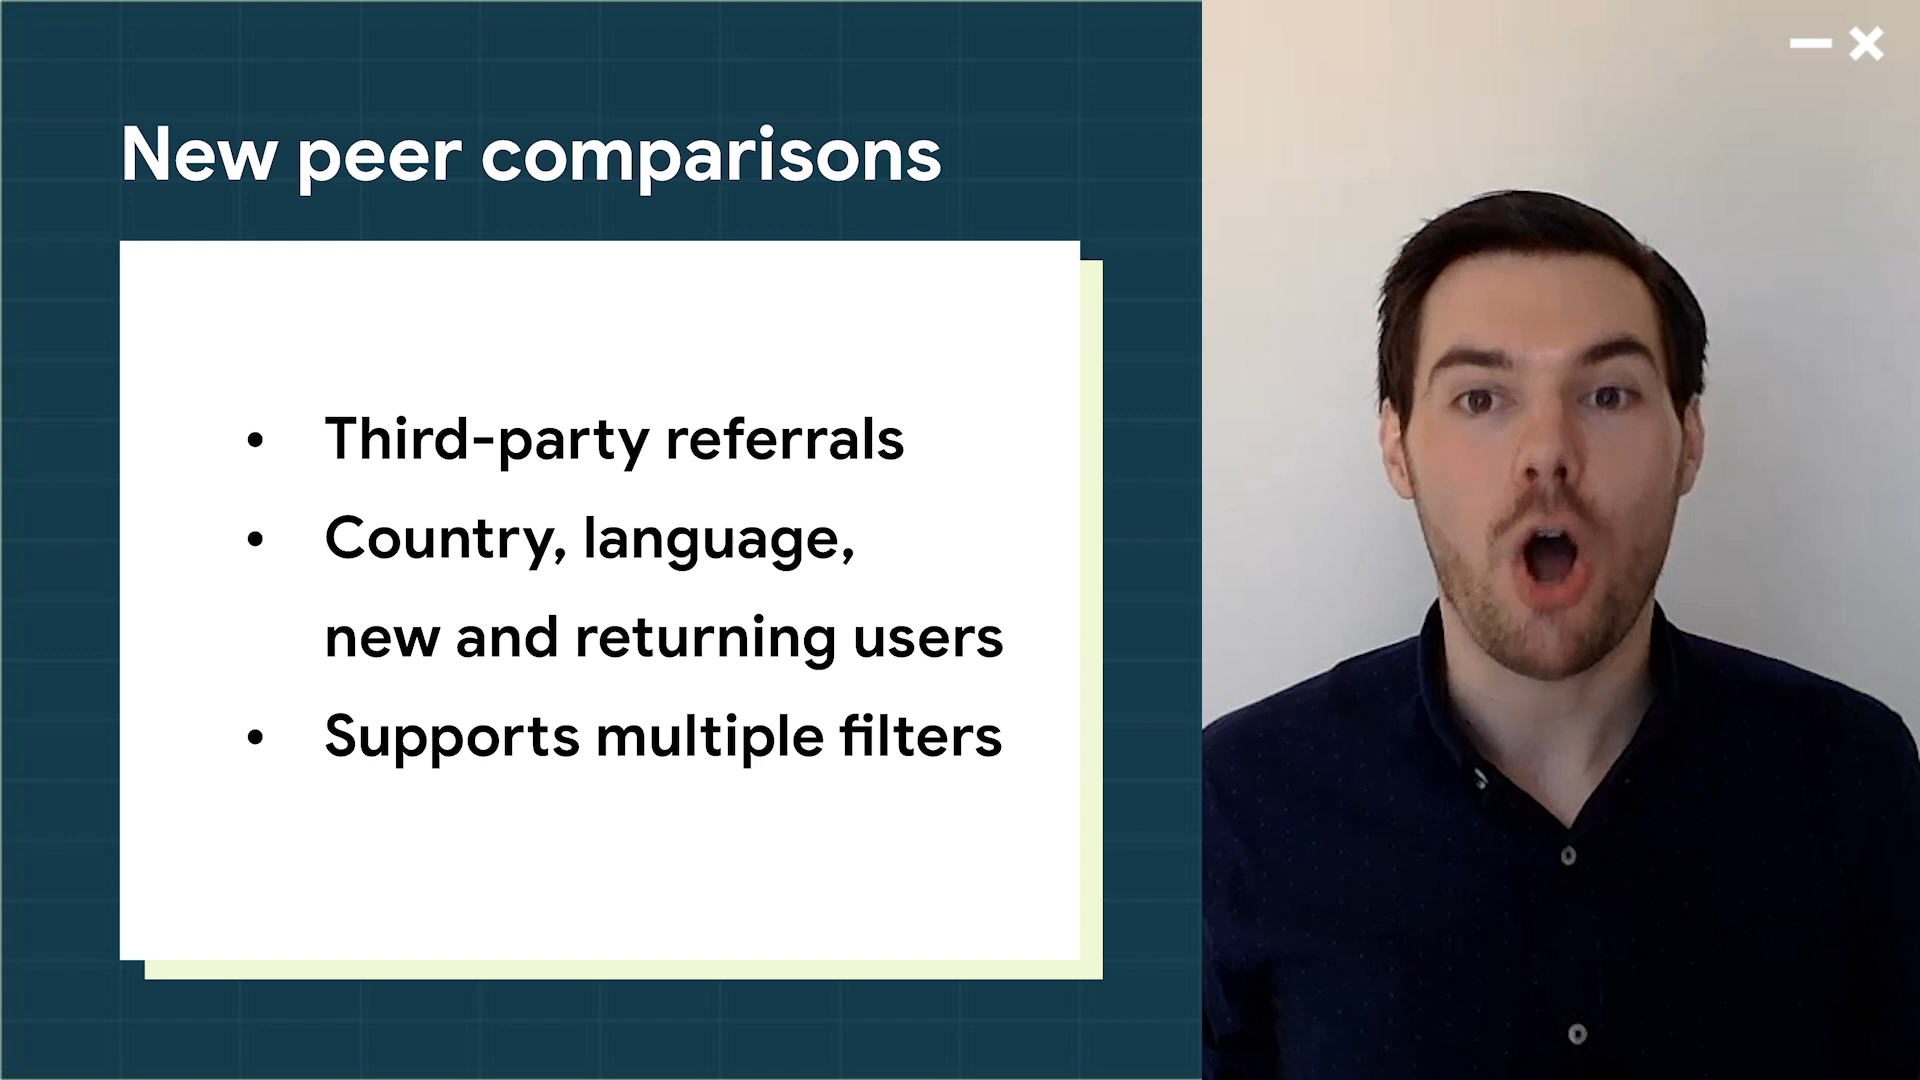 New peer comparisons
• Third-party referrals
• Country, language,
new and returning users
• Supports multiple filters